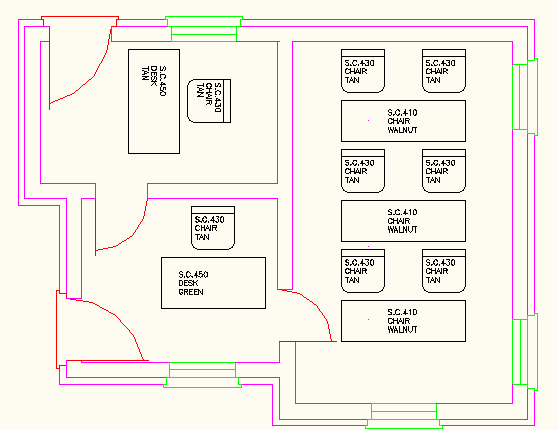 S.C.450
DESK
TAN
S.C.430
CHAIR
TAN
S.C.430
CHAIR
TAN
S.C.430
CHAIR
TAN
S.C.410
CHAIR
WALNUT
S.C.430
CHAIR
TAN
S.C.430
CHAIR
TAN
S.C.410
CHAIR
WALNUT
S.C.430
CHAIR
TAN
S.C.430
CHAIR
TAN
S.C.410
CHAIR
WALNUT
S.C.430
CHAIR
TAN
S.C.450
DESK
GREEN